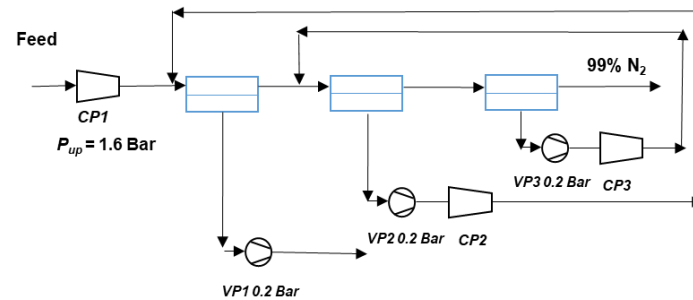 Feed
99% N₂
CP1
P_up = 1.6 Bar
VP3 0.2 Bar
CP3
VP2 0.2 Bar
CP2
VP1 0.2 Bar